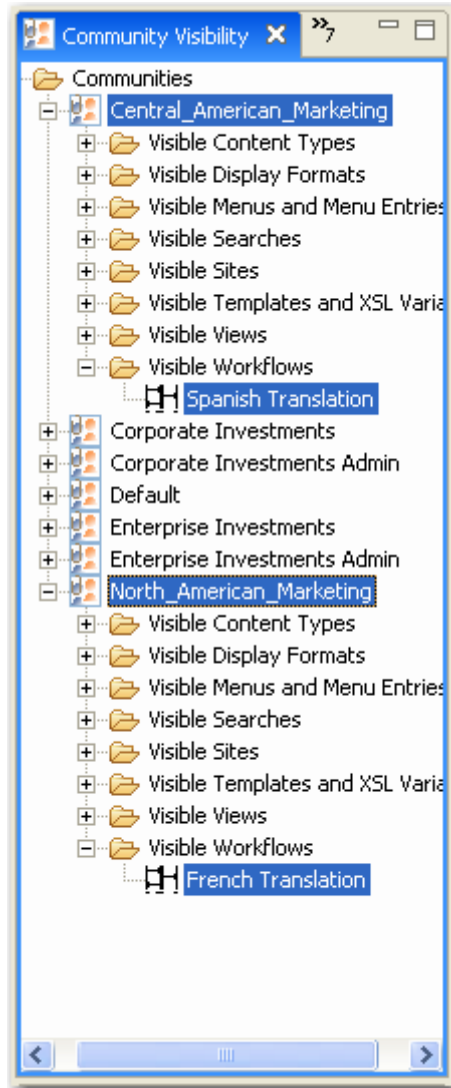 Community Visibility
»7
Communities
Central_American_Marketing
Visible Content Types
Visible Display Formats
Visible Menus and Menu Entries
Visible Searches
Visible Sites
Visible Templates and XSL Varia
Visible Views
Visible Workflows
Spanish Translation
Corporate Investments
Corporate Investments Admin
Default
Enterprise Investments
Enterprise Investments Admin
North_American_Marketing
Visible Content Types
Visible Display Formats
Visible Menus and Menu Entries
Visible Searches
Visible Sites
Visible Templates and XSL Varia
Visible Views
Visible Workflows
French Translation